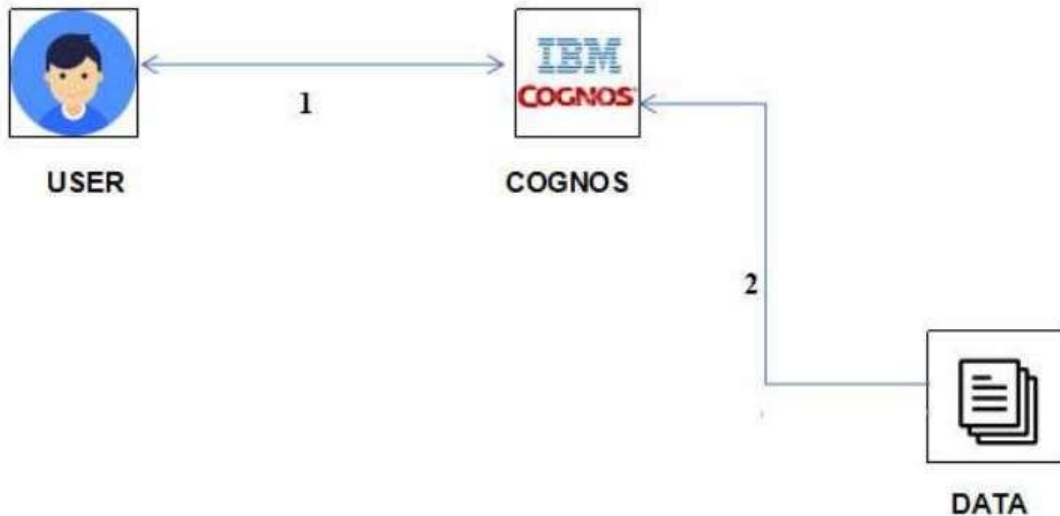 IBM
COGNOS
1
USER
COGNOS
2
DATA